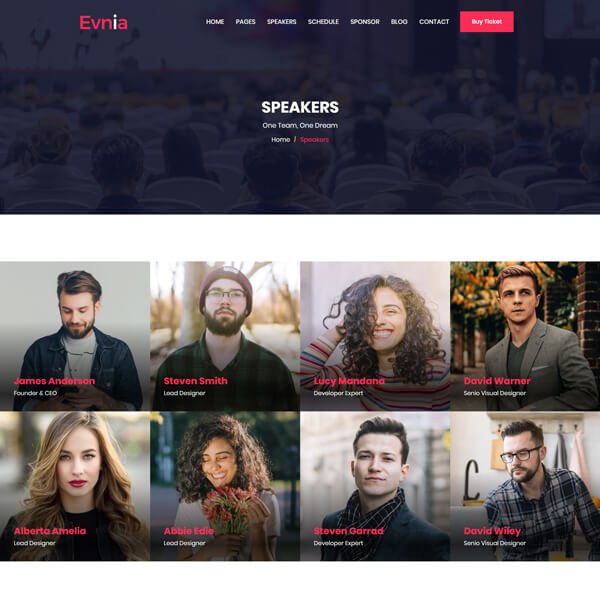 Evnia
HOME PAGES SPEAKERS SCHEDULE SPONSOR BLOG CONTACT Buy Ticket
SPEAKERS
One Team, One Dream
Home / Speakers
James Anderson
Founder & CEO
Steven Smith
Lead Designer
Lucy Mandana
Developer Expert
David Warner
Senio Visual Designer
Alberta Amelia
Lead Designer
Abbie Edie
Lead Designer
Steven Garrad
Developer Expert
David Wiley
Senio Visual Designer